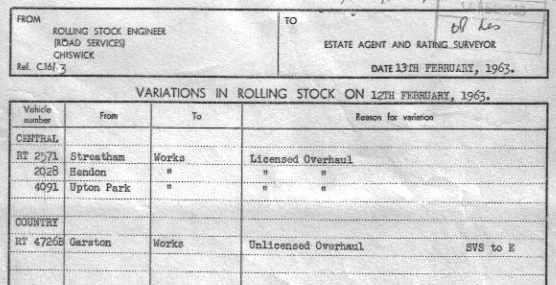 FROM
ROLLING STOCK ENGINEER
(ROAD SERVICES)
CHISWICK
Ref. C16/.3
TO
ESTATE AGENT AND RATING SURVEYOR
DATE 13TH FEBRUARY, 1963.
VARIATIONS IN ROLLING STOCK ON 12TH FEBRUARY, 1963.
Vehicle number From To Reason for variation
CENTRAL
RT 2571 Streatham Works Licensed Overhaul
2028 Hendon " " "
4091 Upton Park " " "
COUNTRY
RT 4726B Garston Works Unlicensed Overhaul SVS to E